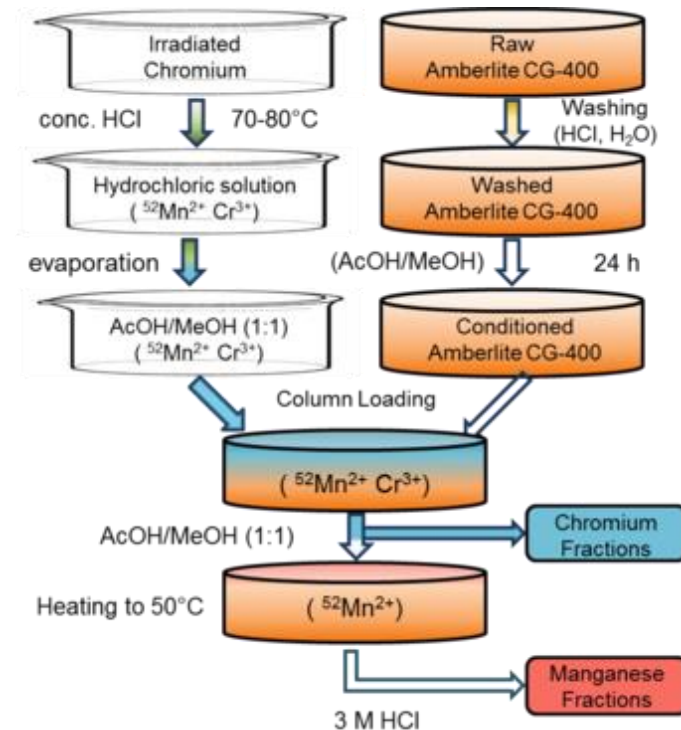 Irradiated
Chromium
Raw
Amberlite CG-400
conc. HCl
70-80°C
Washing
(HCl, H₂O)
Hydrochloric solution
( ⁵²Mn²⁺ Cr³⁺)
Washed
Amberlite CG-400
evaporation
(AcOH/MeOH)
24 h
AcOH/MeOH (1:1)
( ⁵²Mn²⁺ Cr³⁺)
Conditioned
Amberlite CG-400
Column Loading
( ⁵²Mn²⁺ Cr³⁺)
AcOH/MeOH (1:1)
Chromium
Fractions
Heating to 50°C
( ⁵²Mn²⁺)
Manganese
Fractions
3 M HCl